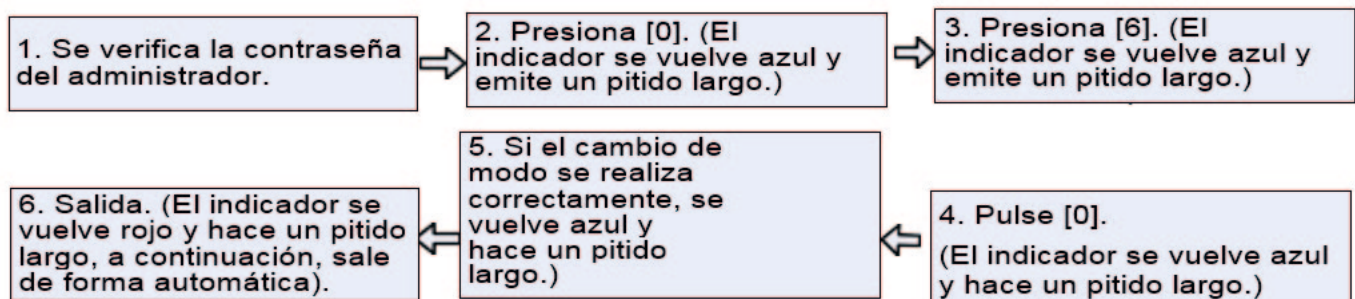 1. Se verifica la contraseña
del administrador.
2. Presiona [0]. (El
indicador se vuelve azul y
emite un pitido largo.)
3. Presiona [6]. (El
indicador se vuelve azul y
emite un pitido largo.)
4. Pulse [0].
(El indicador se vuelve azul
y hace un pitido largo.)
5. Si el cambio de
modo se realiza
correctamente, se
vuelve azul y
hace un pitido
largo.)
6. Salida. (El indicador se
vuelve rojo y hace un pitido
largo, a continuación, sale
de forma automática).